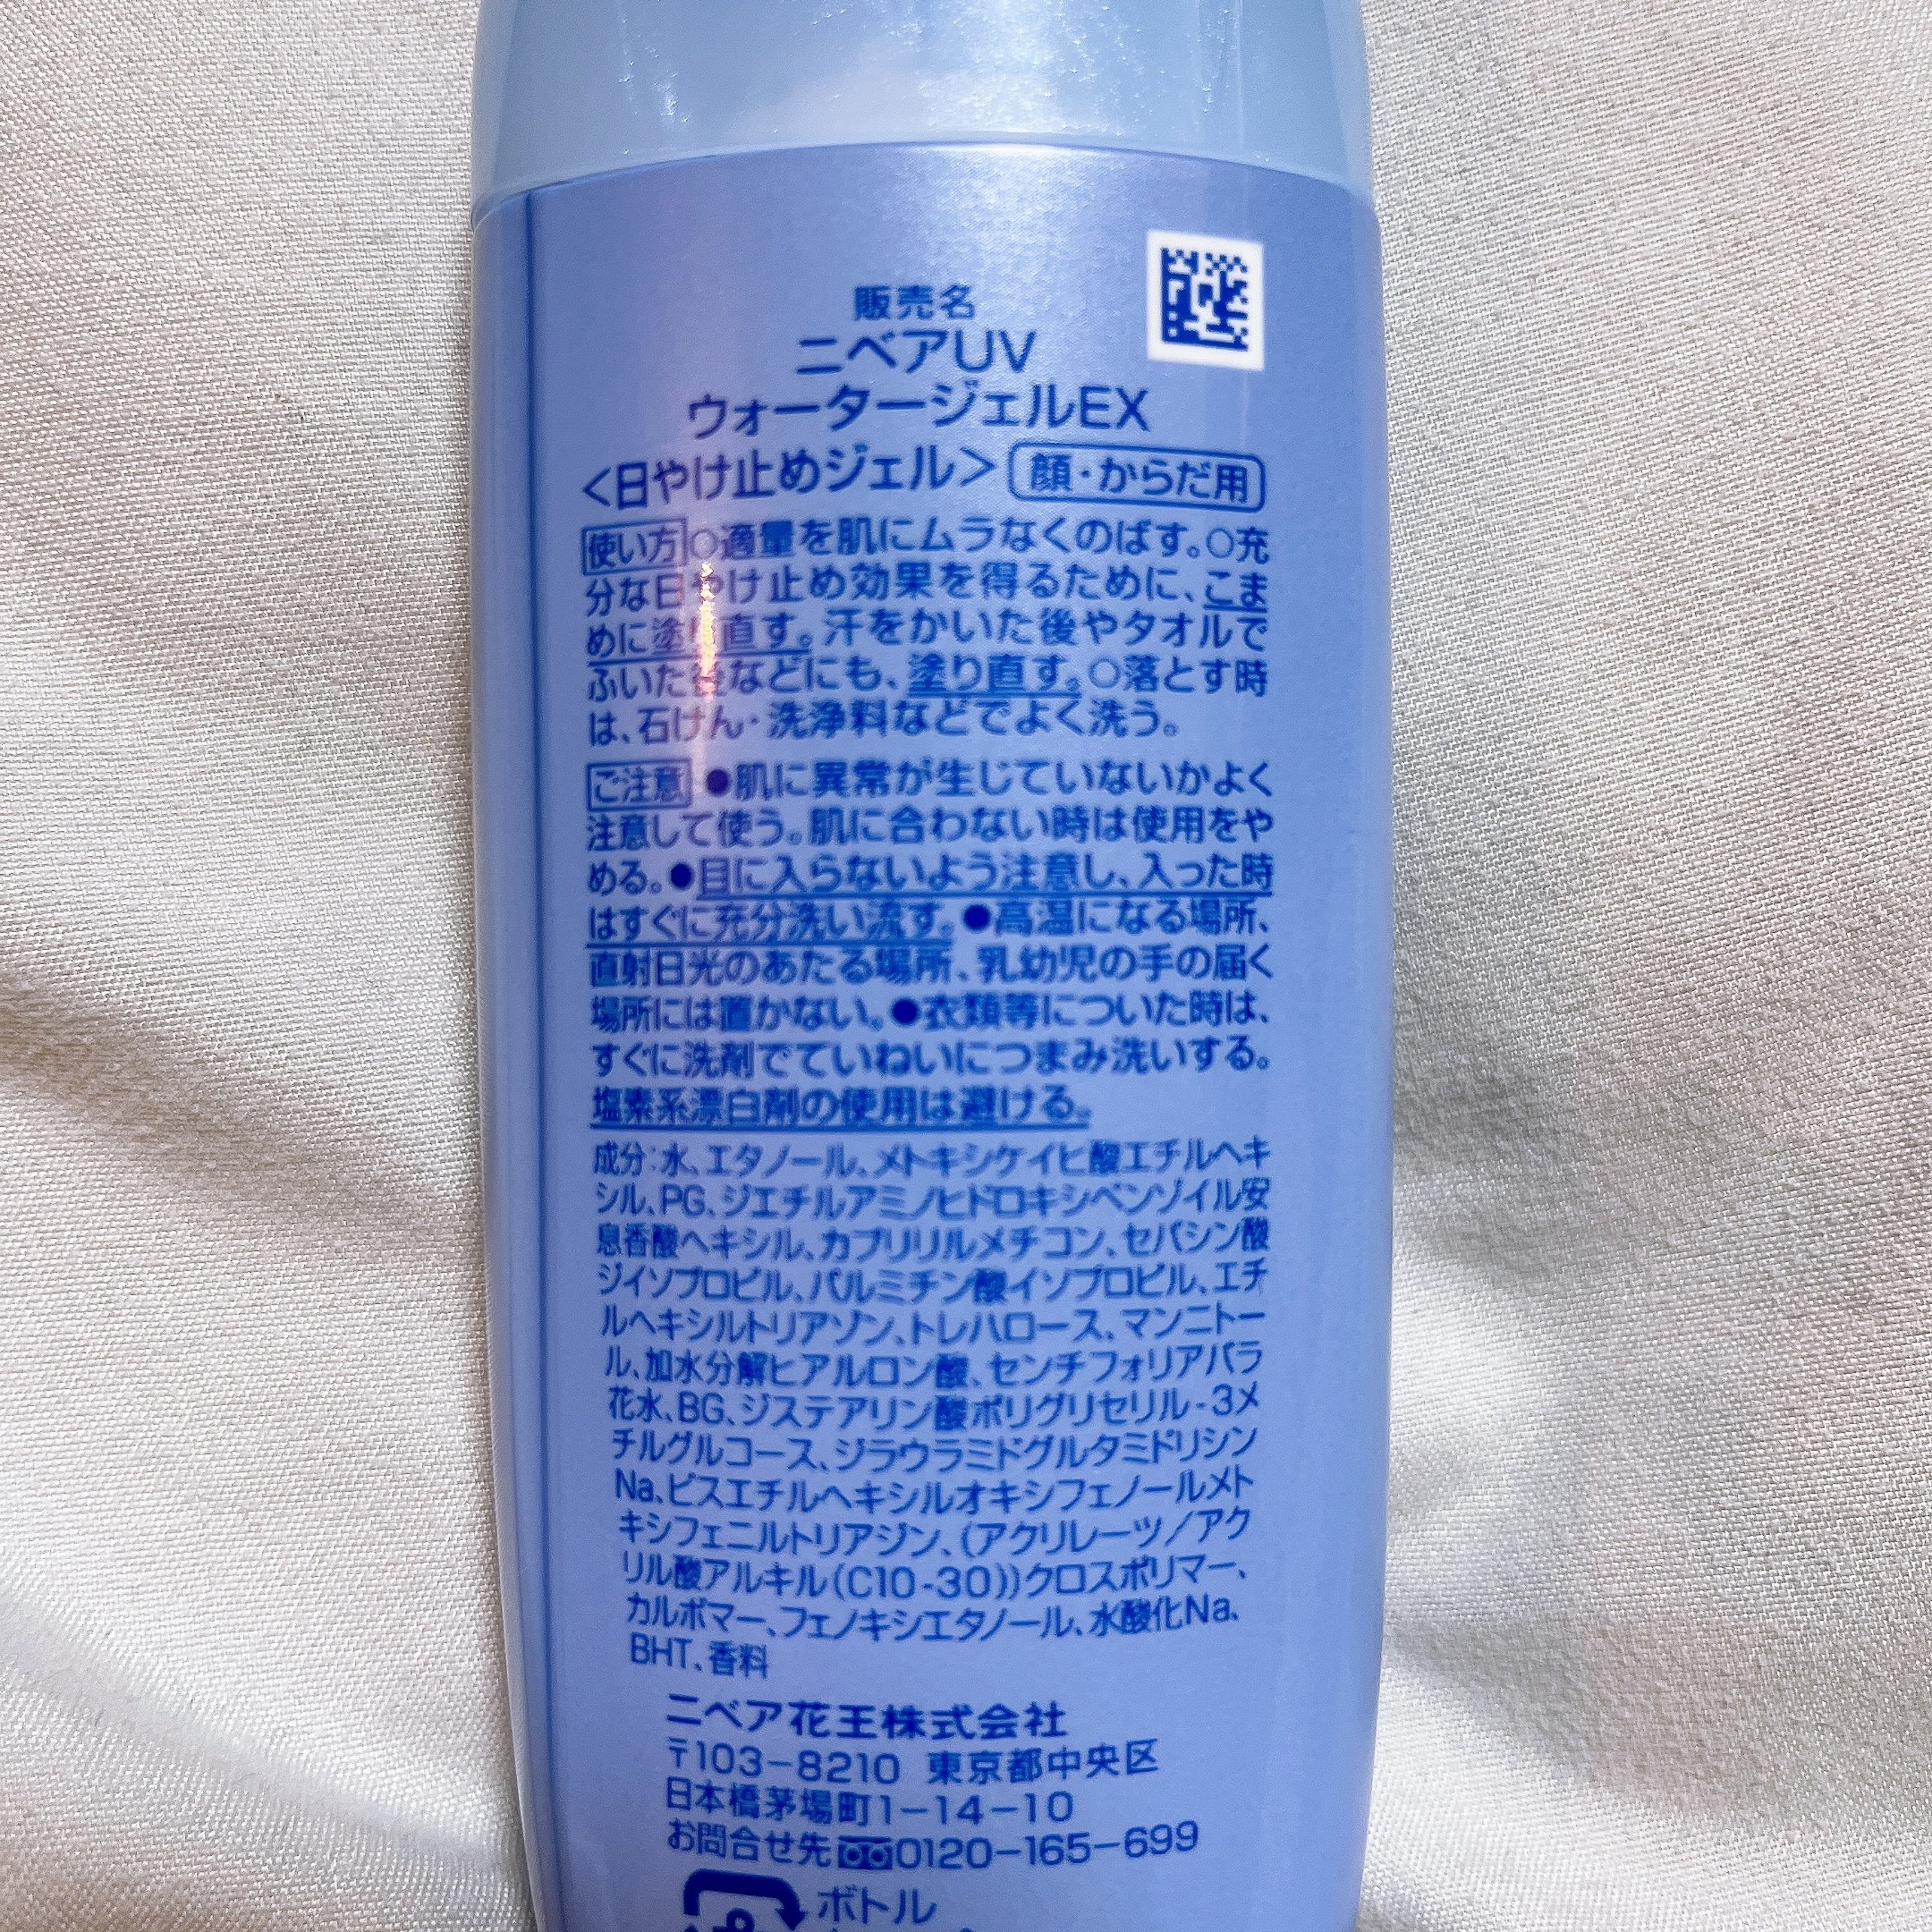 販売名
ニベアUV
ウォータージェルEX
<日やけ止めジェル> 顔・からだ用
使い方 ○適量を肌にムラなくのばす。○充
分な日やけ止め効果を得るために、こま
めに塗り直す。汗をかいた後やタオルで
ふいた後などにも、塗り直す。○落とす時
は、石けん・洗浄料などでよく洗う。
ご注意 ●肌に異常が生じていないかよく
注意して使う。肌に合わない時は使用をや
める。●目に入らないよう注意し、入った時
はすぐに充分洗い流す。●高温になる場所、
直射日光のあたる場所、乳幼児の手の届く
場所には置かない。●衣類等についた時は、
すぐに洗剤でていねいにつまみ洗いする。
塩素系漂白剤の使用は避ける。
成分:水、エタノール、メトキシケイヒ酸エチルヘキ
シル、PG、ジエチルアミノヒドロキシベンゾイル安
息香酸ヘキシル、カプリリルメチコン、セバシン酸
ジイソプロピル、パルミチン酸イソプロピル、エチ
ルヘキシルトリアゾン、トレハロース、マンニトー
ル、加水分解ヒアルロン酸、センチフォリアバラ
花水、BG、ジステアリン酸ポリグリセリル-3メ
チルグルコース、ジラウラミドグルタミドリシン
Na、ビスエチルヘキシルオキシフェノールメト
キシフェニルトリアジン、(アクリレーツ/アク
リル酸アルキル(C10-30))クロスポリマー、
カルボマー、フェノキシエタノール、水酸化Na、
BHT、香料
ニベア花王株式会社
〒103-8210 東京都中央区
日本橋茅場町1-14-10
お問合せ先 0120-165-699
ボトル